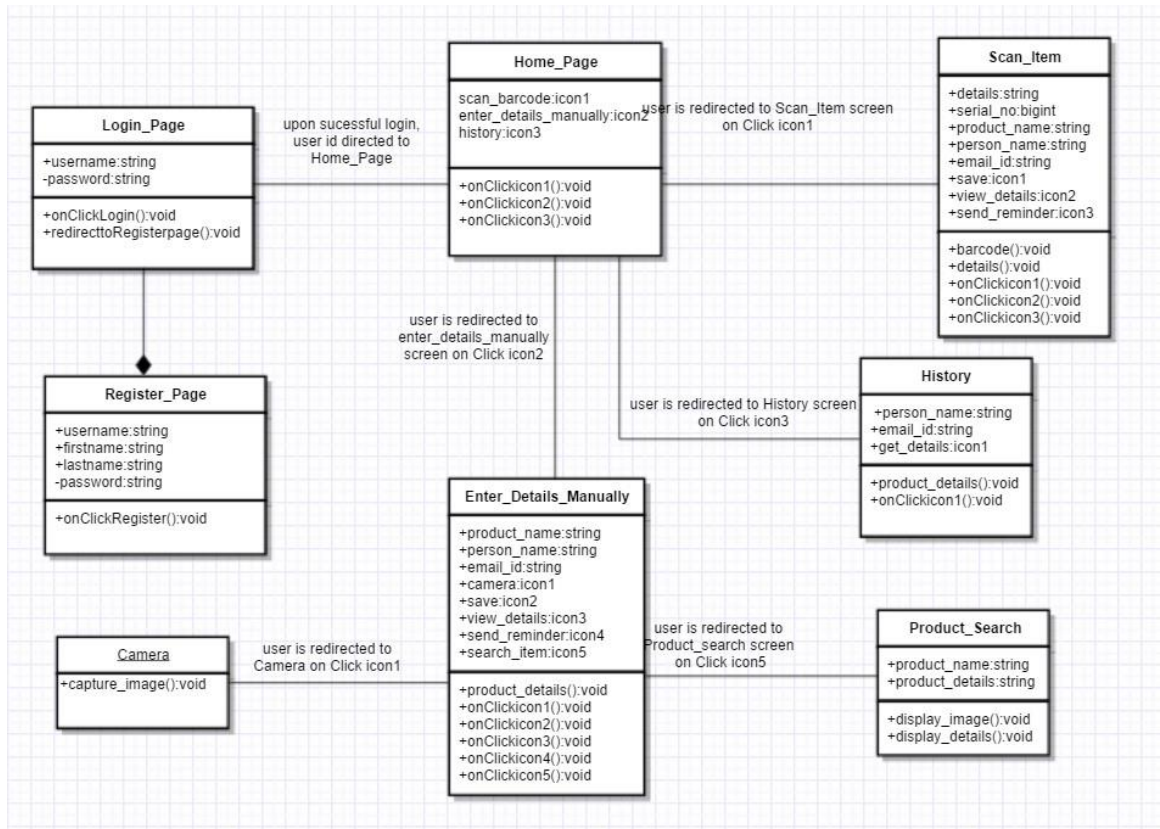 Login_Page
+username:string
-password:string
+onClickLogin():void
+redirecttoRegisterpage():void
upon sucessful login,
user id directed to
Home_Page
Home_Page
scan_barcode:icon1
enter_details_manually:icon2
history:icon3
+onClickicon1():void
+onClickicon2():void
+onClickicon3():void
user is redirected to Scan_Item screen
on Click icon1
Scan_Item
+details:string
+serial_no:bigint
+product_name:string
+person_name:string
+email_id:string
+save:icon1
+view_details:icon2
+send_reminder:icon3
+barcode():void
+details():void
+onClickicon1():void
+onClickicon2():void
+onClickicon3():void
user is redirected to
enter_details_manually
screen on Click icon2
user is redirected to History screen
on Click icon3
History
+person_name:string
+email_id:string
+get_details:icon1
+product_details():void
+onClickicon1():void
Register_Page
+username:string
+firstname:string
+lastname:string
-password:string
+onClickRegister():void
Enter_Details_Manually
+product_name:string
+person_name:string
+email_id:string
+camera:icon1
+save:icon2
+view_details:icon3
+send_reminder:icon4
+search_item:icon5
+product_details():void
+onClickicon1():void
+onClickicon2():void
+onClickicon3():void
+onClickicon4():void
+onClickicon5():void
Camera
+capture_image():void
user is redirected to
Camera on Click icon1
user is redirected to
Product_search screen
on Click icon5
Product_Search
+product_name:string
+product_details:string
+display_image():void
+display_details():void